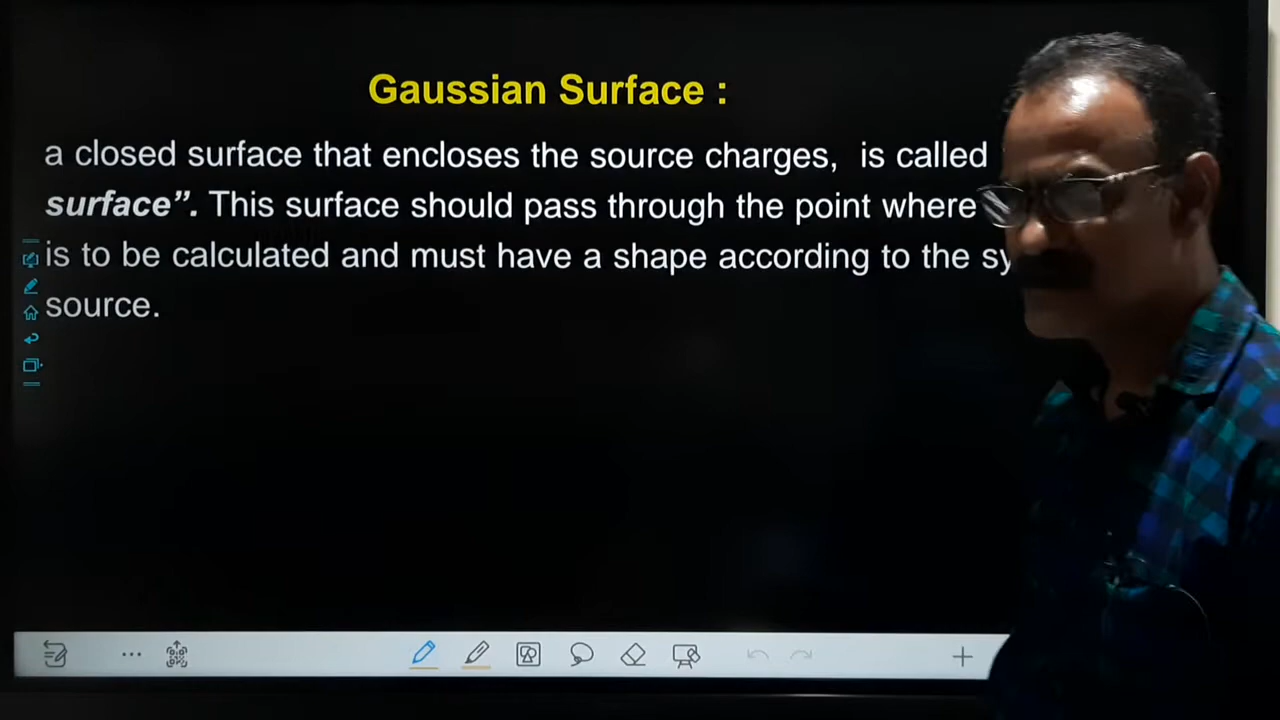 Gaussian Surface :
a closed surface that encloses the source charges, is called
surface”. This surface should pass through the point where
is to be calculated and must have a shape according to the sy
source.